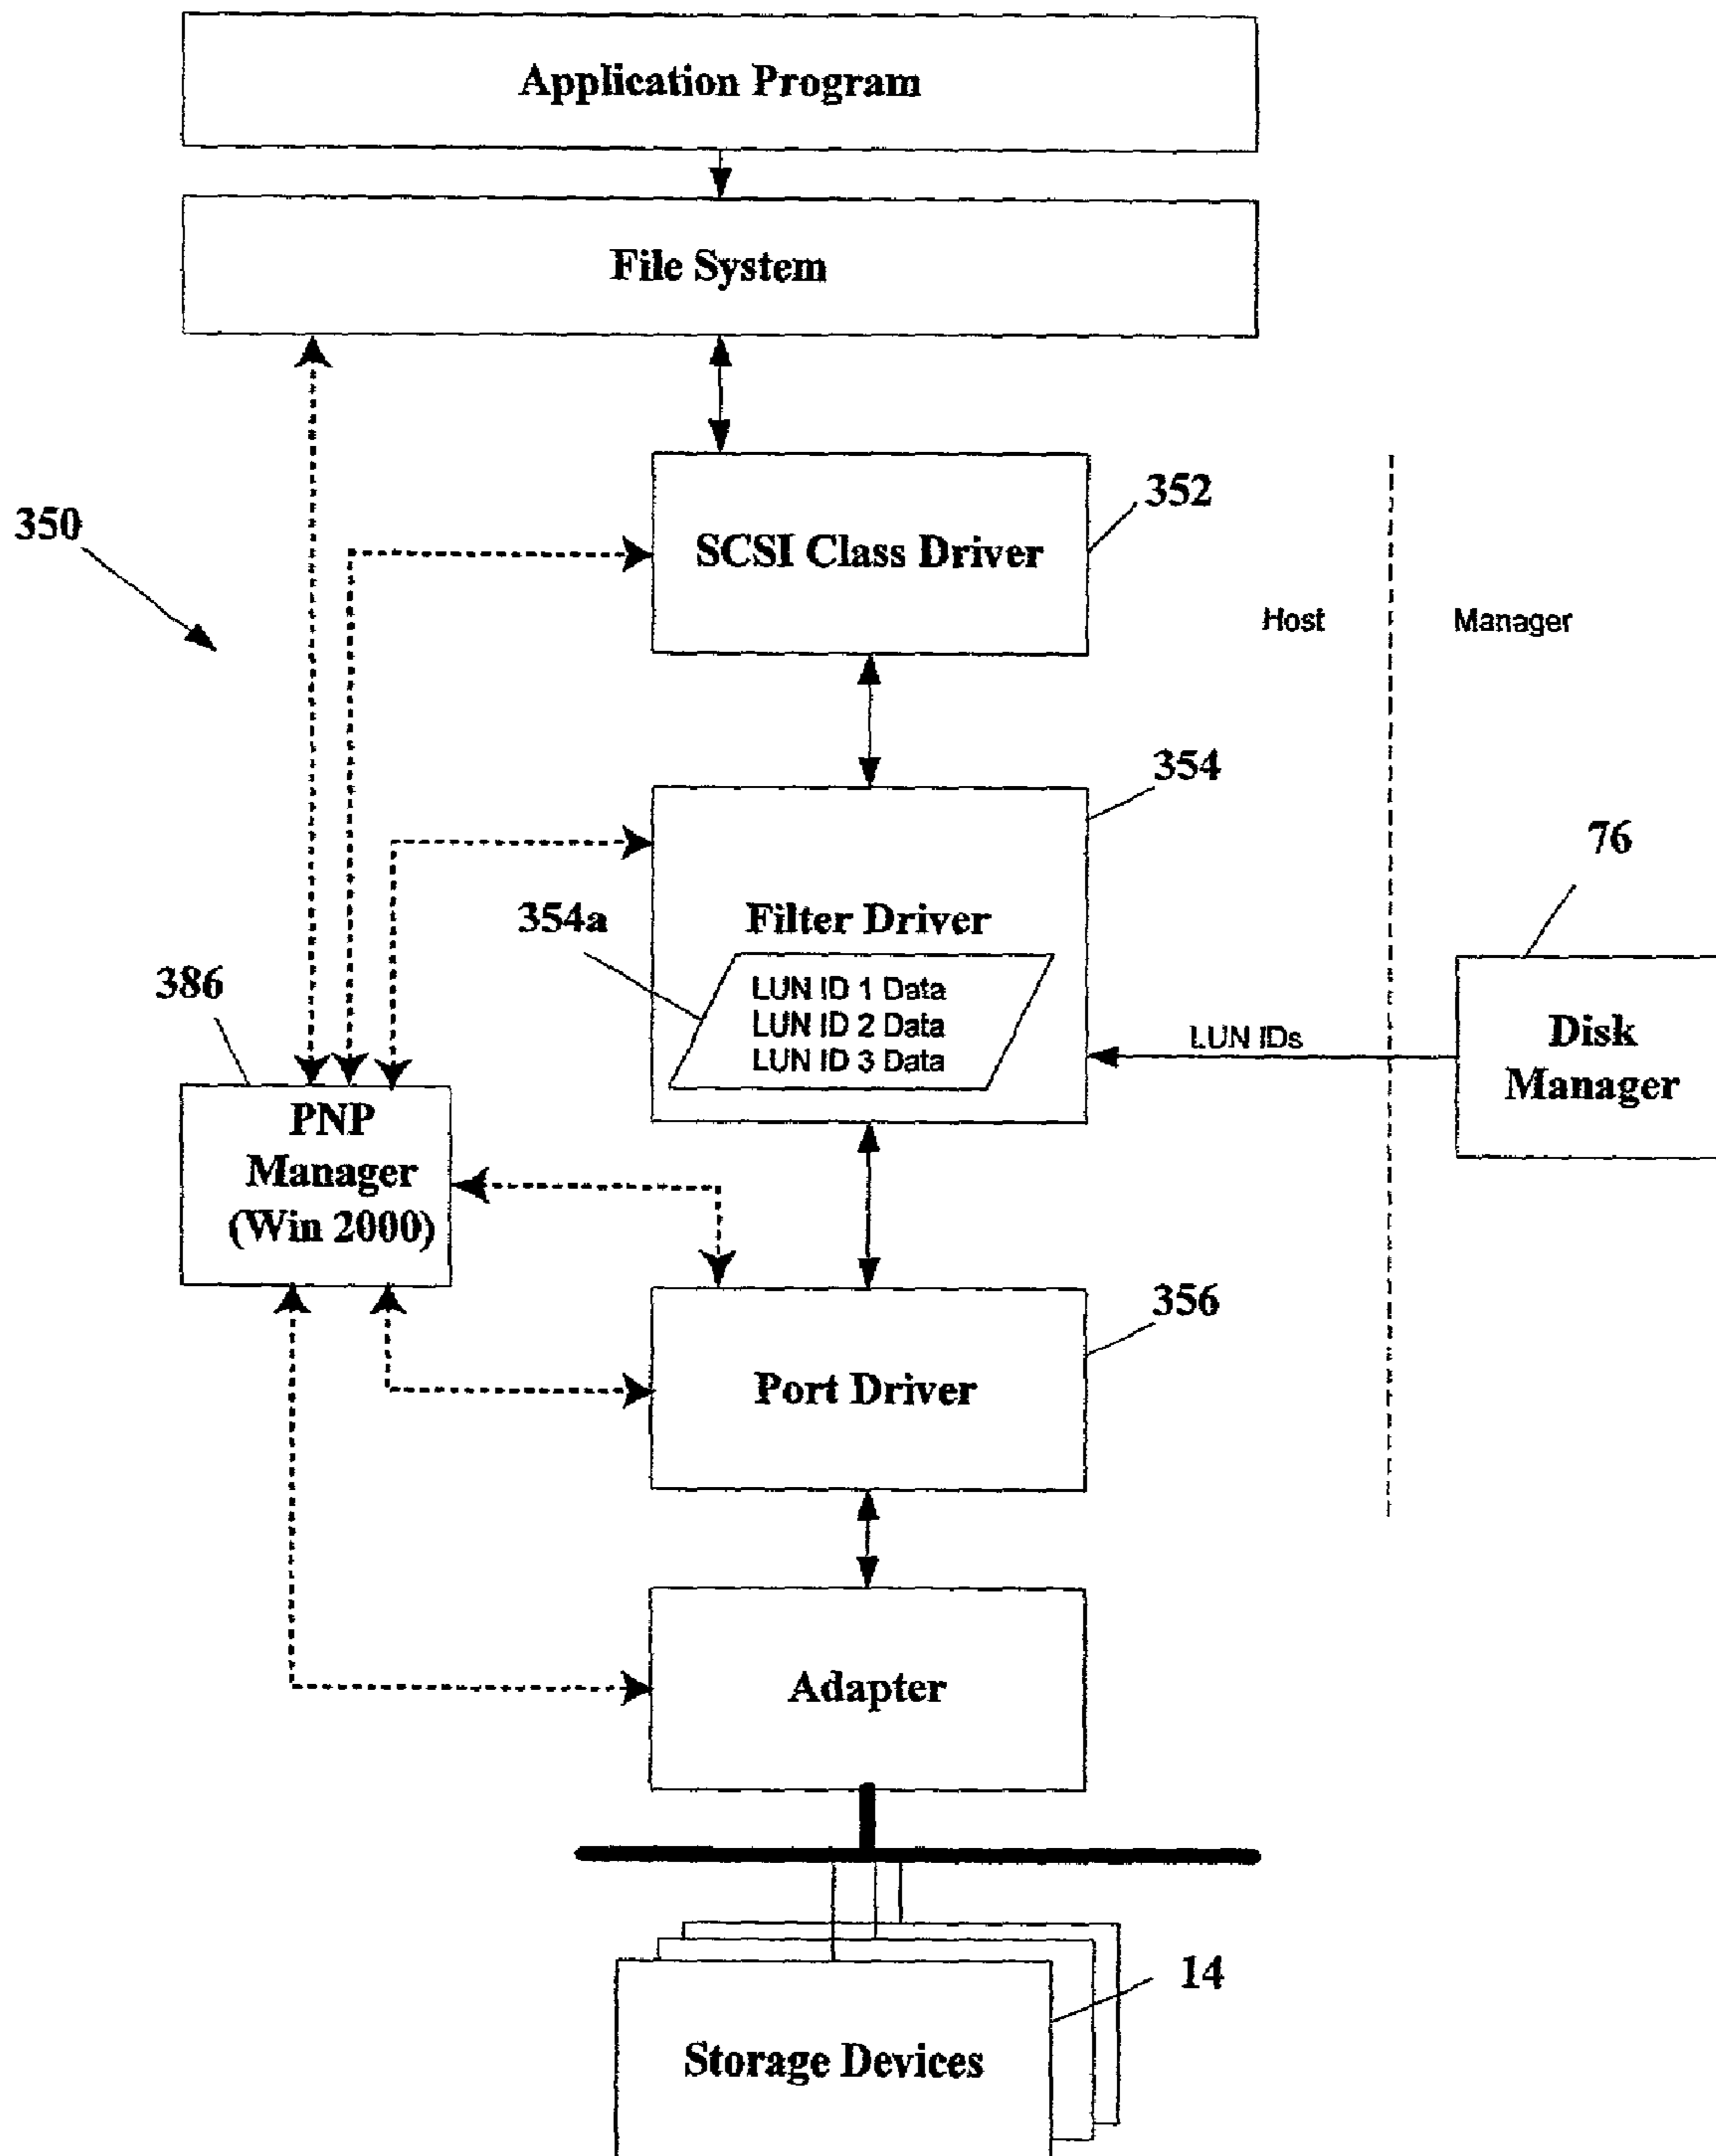 Application Program
File System
352
350
SCSI Class Driver
Host
Manager
354
76
354a
Filter Driver
386
LUN ID 1 Data
LUN ID 2 Data
LUN ID 3 Data
LUN IDs
Disk
Manager
PNP
Manager
(Win 2000)
356
Port Driver
Adapter
14
Storage Devices